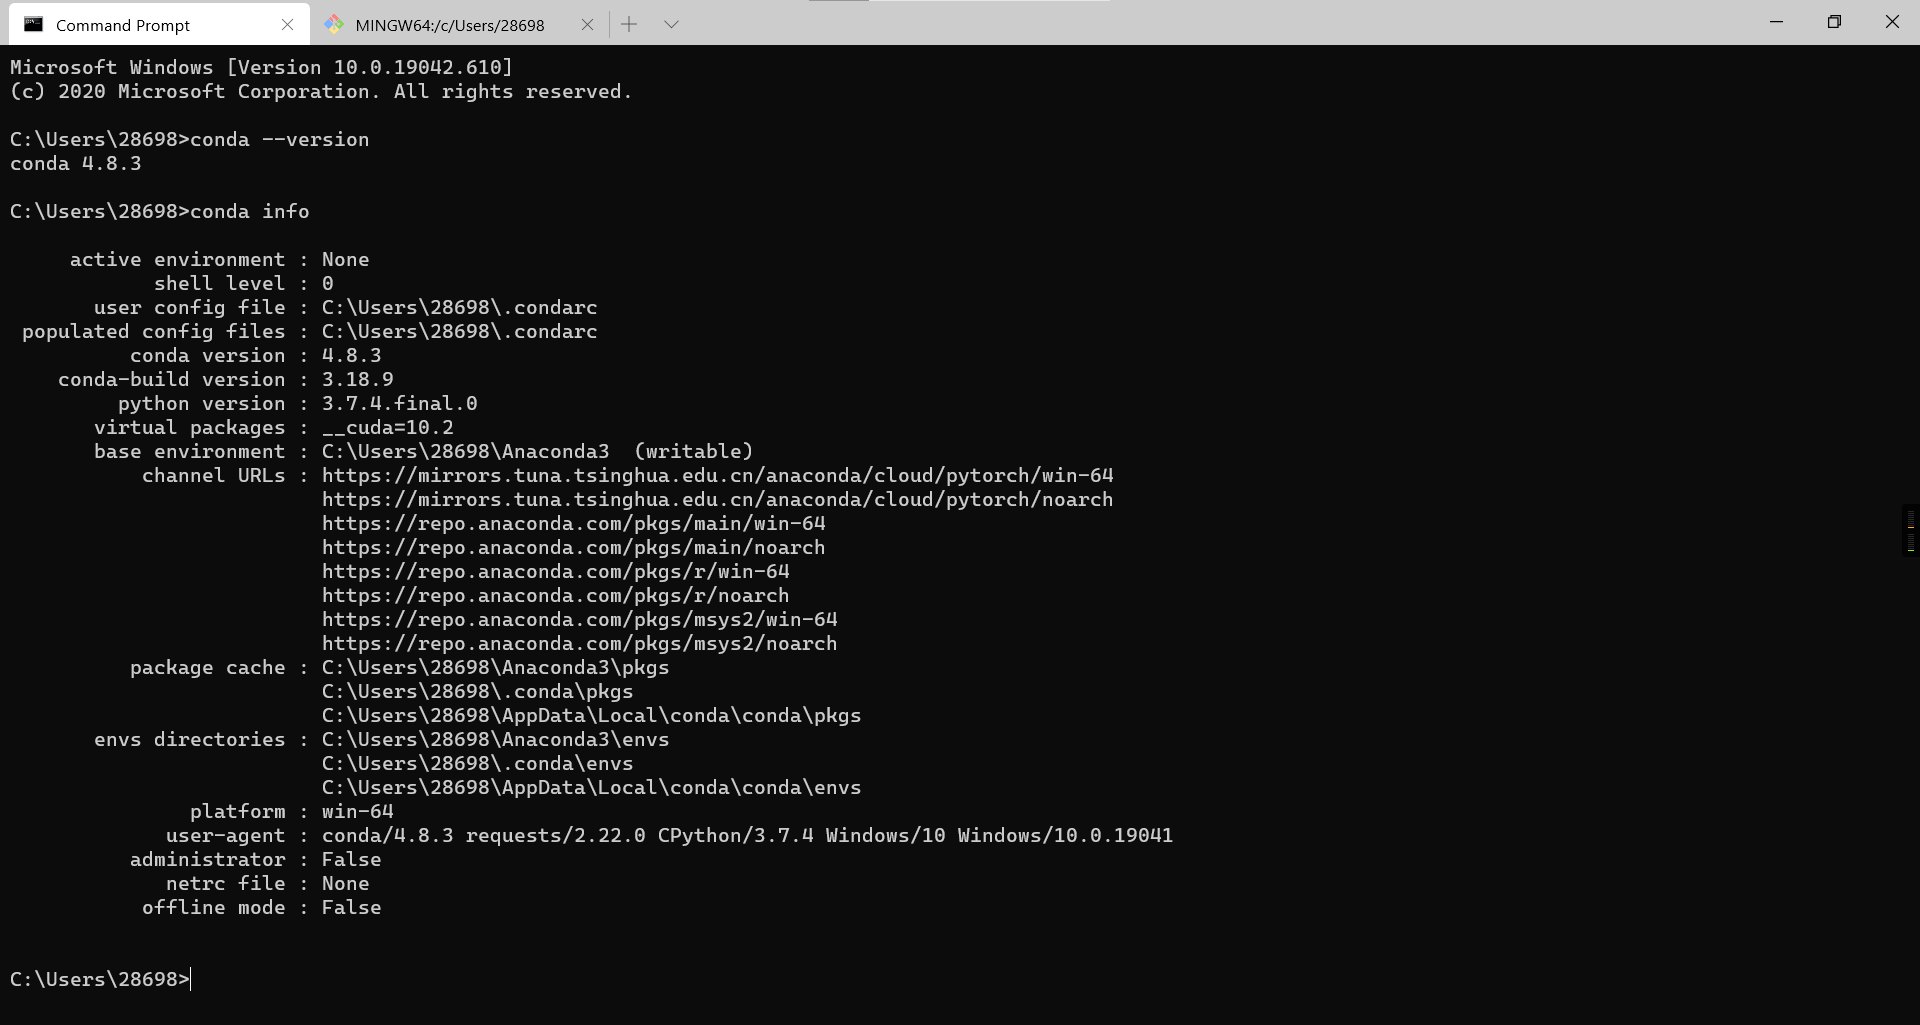 Command Prompt
MINGW64:/c/Users/28698
Microsoft Windows [Version 10.0.19042.610]
(c) 2020 Microsoft Corporation. All rights reserved.
C:\Users\28698>conda --version
conda 4.8.3
C:\Users\28698>conda info
active environment : None
shell level : 0
user config file : C:\Users\28698\.condarc
populated config files : C:\Users\28698\.condarc
conda version : 4.8.3
conda-build version : 3.18.9
python version : 3.7.4.final.0
virtual packages : __cuda=10.2
base environment : C:\Users\28698\Anaconda3  (writable)
channel URLs : https://mirrors.tuna.tsinghua.edu.cn/anaconda/cloud/pytorch/win-64
https://mirrors.tuna.tsinghua.edu.cn/anaconda/cloud/pytorch/noarch
https://repo.anaconda.com/pkgs/main/win-64
https://repo.anaconda.com/pkgs/main/noarch
https://repo.anaconda.com/pkgs/r/win-64
https://repo.anaconda.com/pkgs/r/noarch
https://repo.anaconda.com/pkgs/msys2/win-64
https://repo.anaconda.com/pkgs/msys2/noarch
package cache : C:\Users\28698\Anaconda3\pkgs
C:\Users\28698\.conda\pkgs
C:\Users\28698\AppData\Local\conda\conda\pkgs
envs directories : C:\Users\28698\Anaconda3\envs
C:\Users\28698\.conda\envs
C:\Users\28698\AppData\Local\conda\conda\envs
platform : win-64
user-agent : conda/4.8.3 requests/2.22.0 CPython/3.7.4 Windows/10 Windows/10.0.19041
administrator : False
netrc file : None
offline mode : False
C:\Users\28698>